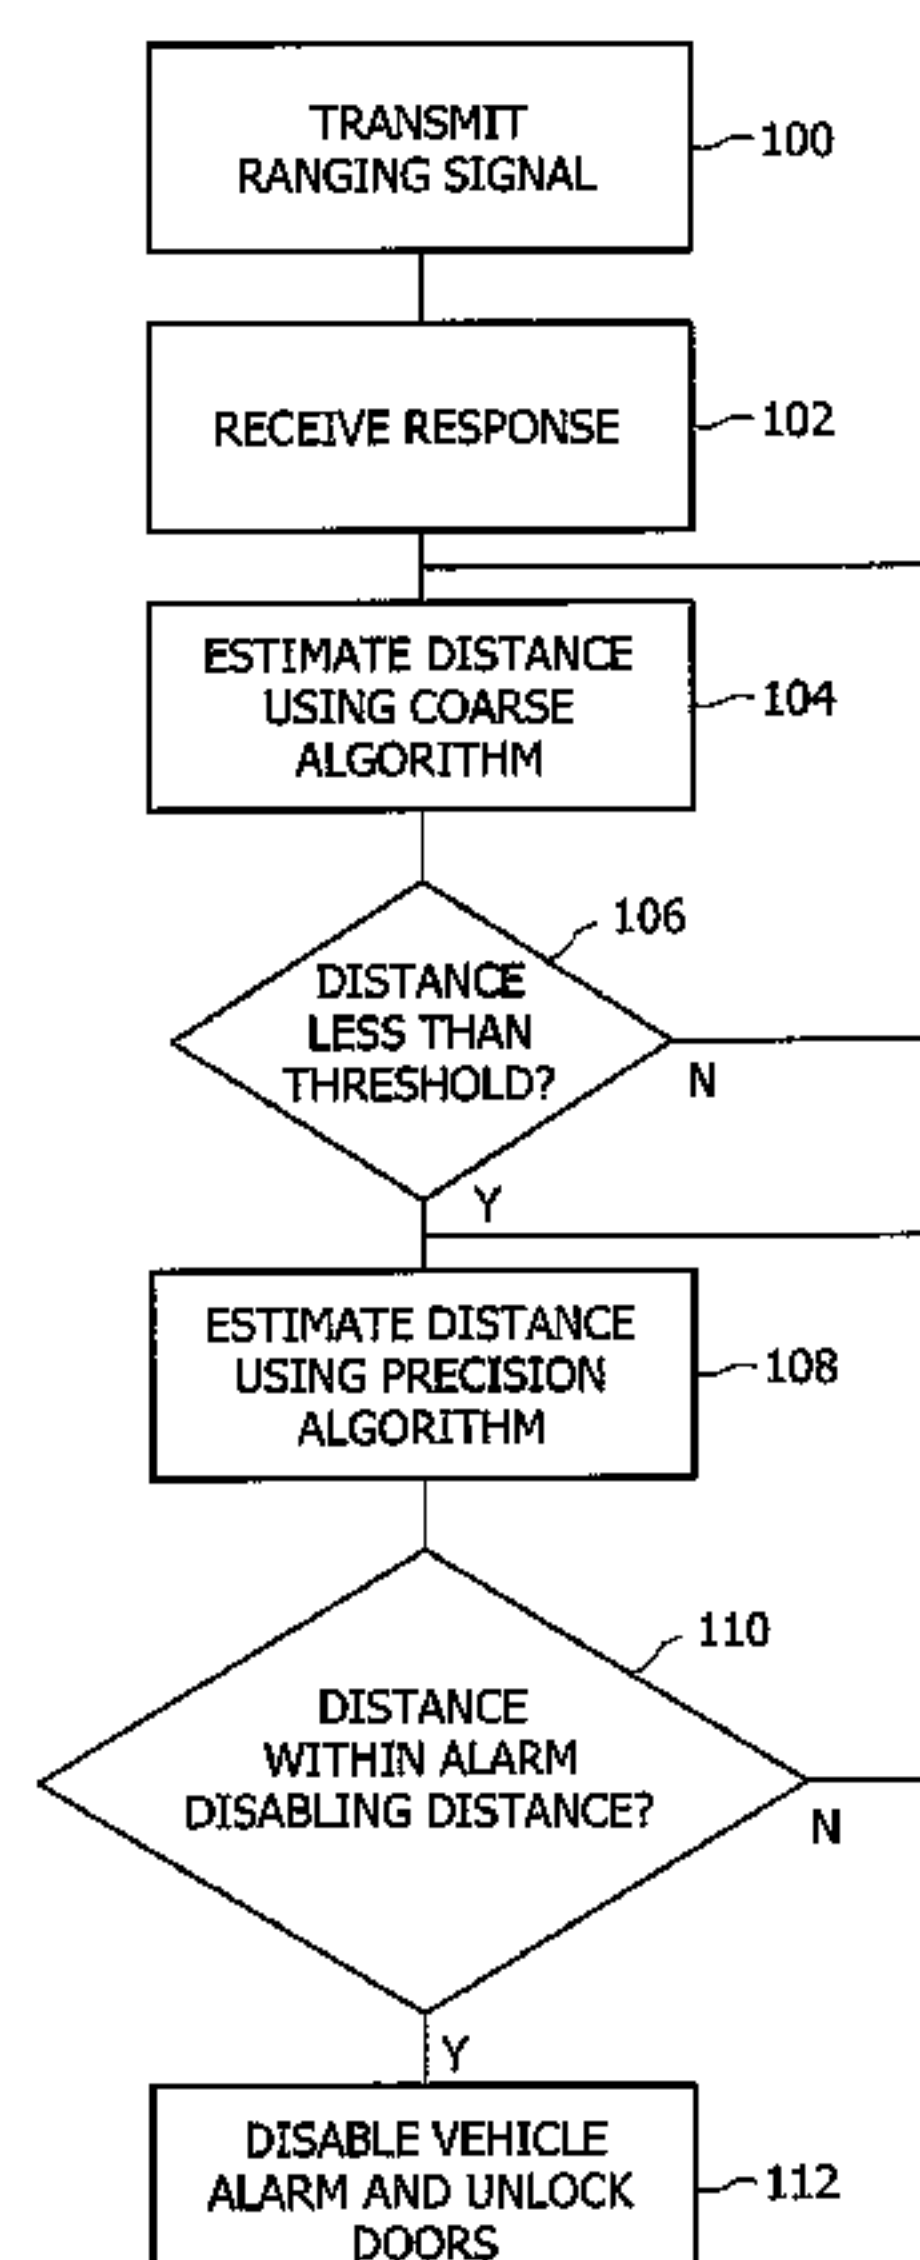 TRANSMIT
RANGING SIGNAL
100
RECEIVE RESPONSE
102
ESTIMATE DISTANCE
USING COARSE
ALGORITHM
104
106
DISTANCE
LESS THAN
THRESHOLD?
N
Y
ESTIMATE DISTANCE
USING PRECISION
ALGORITHM
108
110
DISTANCE
WITHIN ALARM
DISABLING DISTANCE?
N
Y
DISABLE VEHICLE
ALARM AND UNLOCK
DOORS
112